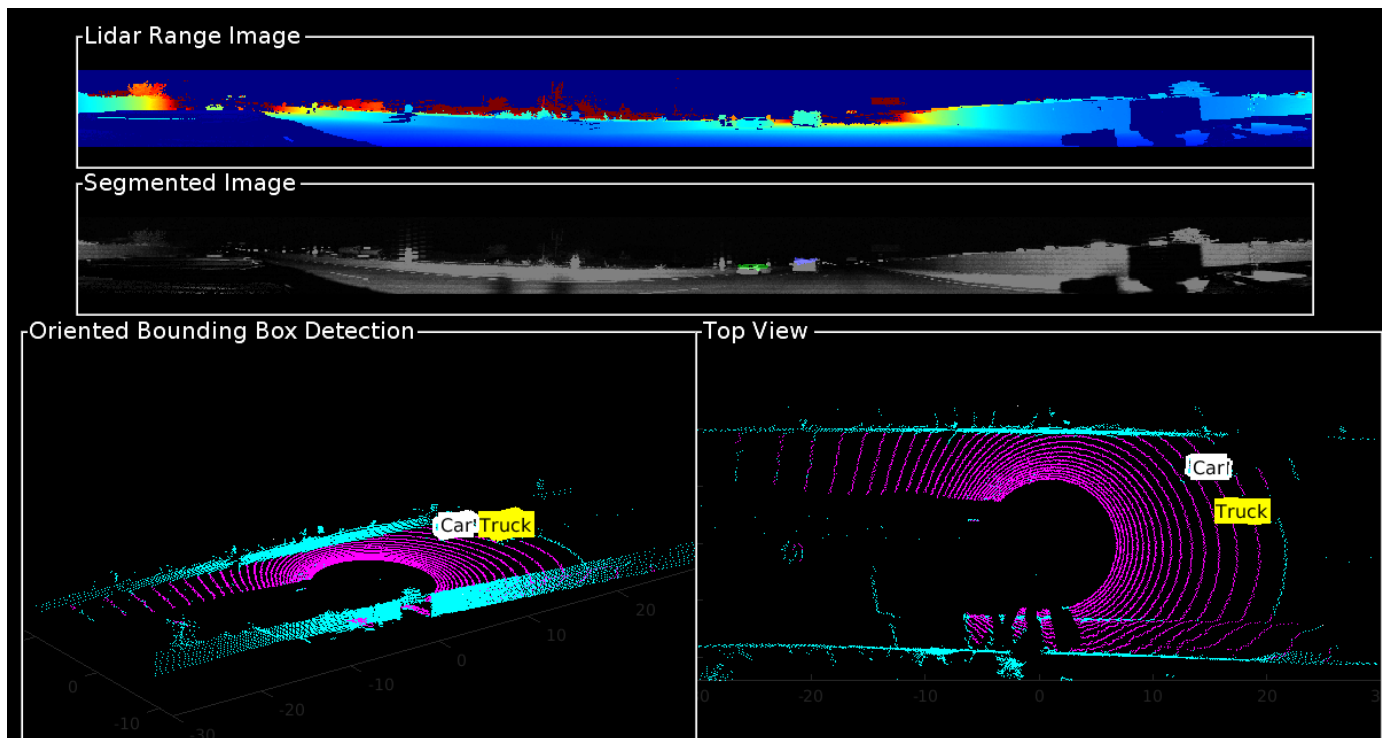 Lidar Range Image
Segmented Image
Oriented Bounding Box Detection
Car Truck
20
10
0
0
-10
-10
-20
-30
Top View
Car
Truck
-20 -10 0 10 20